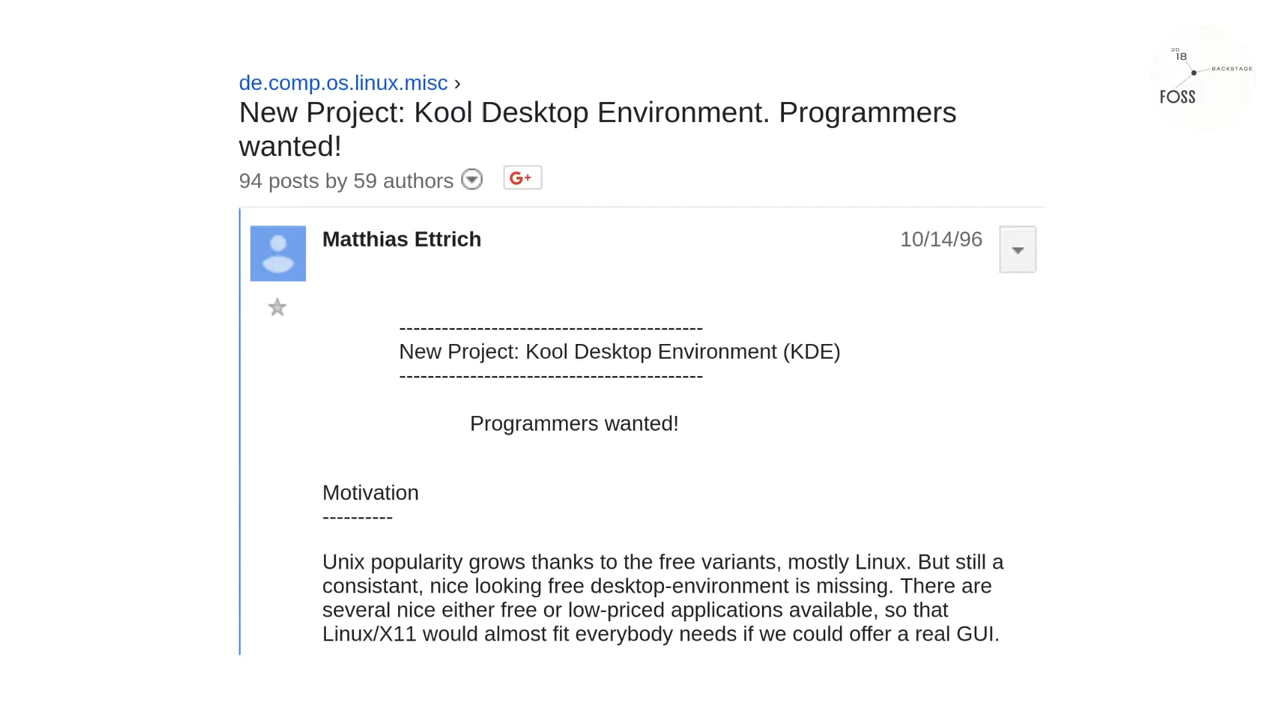 20
18
BACKSTAGE
FOSS
de.comp.os.linux.misc ›
New Project: Kool Desktop Environment. Programmers
wanted!
94 posts by 59 authors
G+
Matthias Ettrich
10/14/96
-------------------------------------------
New Project: Kool Desktop Environment (KDE)
-------------------------------------------
Programmers wanted!
Motivation
----------
Unix popularity grows thanks to the free variants, mostly Linux. But still a
consistant, nice looking free desktop-environment is missing. There are
several nice either free or low-priced applications available, so that
Linux/X11 would almost fit everybody needs if we could offer a real GUI.